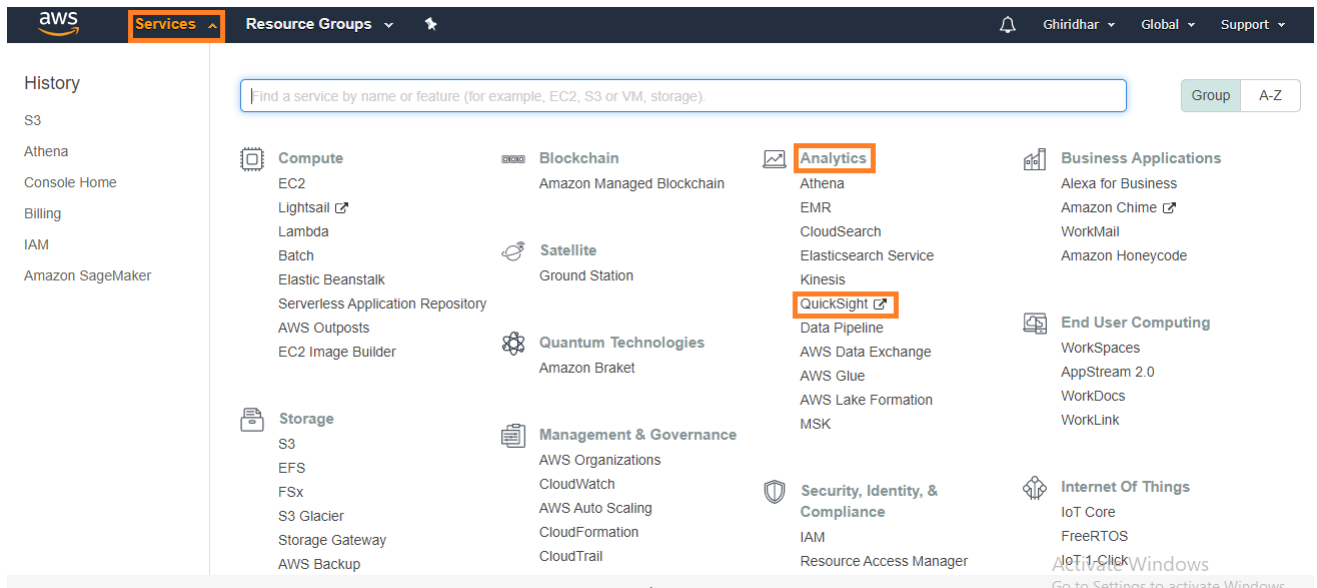 aws Services Resource Groups Ghiridhar Global Support
History
S3
Athena
Console Home
Billing
IAM
Amazon SageMaker
Find a service by name or feature (for example, EC2, S3 or VM, storage).
Group A-Z
Compute
EC2
Lightsail
Lambda
Batch
Elastic Beanstalk
Serverless Application Repository
AWS Outposts
EC2 Image Builder
Storage
S3
EFS
FSx
S3 Glacier
Storage Gateway
AWS Backup
Blockchain
Amazon Managed Blockchain
Satellite
Ground Station
Quantum Technologies
Amazon Braket
Management & Governance
AWS Organizations
CloudWatch
AWS Auto Scaling
CloudFormation
CloudTrail
Analytics
Athena
EMR
CloudSearch
Elasticsearch Service
Kinesis
QuickSight
Data Pipeline
AWS Data Exchange
AWS Glue
AWS Lake Formation
MSK
Security, Identity, &
Compliance
IAM
Resource Access Manager
Business Applications
Alexa for Business
Amazon Chime
WorkMail
Amazon Honeycode
End User Computing
WorkSpaces
AppStream 2.0
WorkDocs
WorkLink
Internet Of Things
IoT Core
FreeRTOS
IoT 1-Click
Activate Windows
Go to Settings to activate Windows